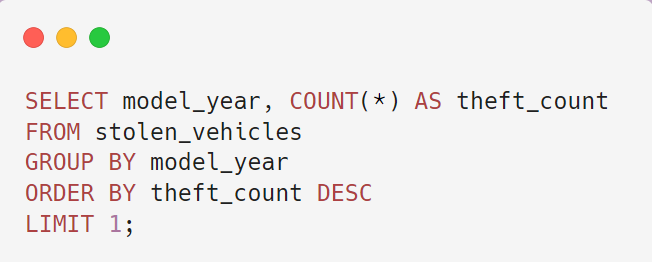 SELECT model_year, COUNT(*) AS theft_count
FROM stolen_vehicles
GROUP BY model_year
ORDER BY theft_count DESC
LIMIT 1;